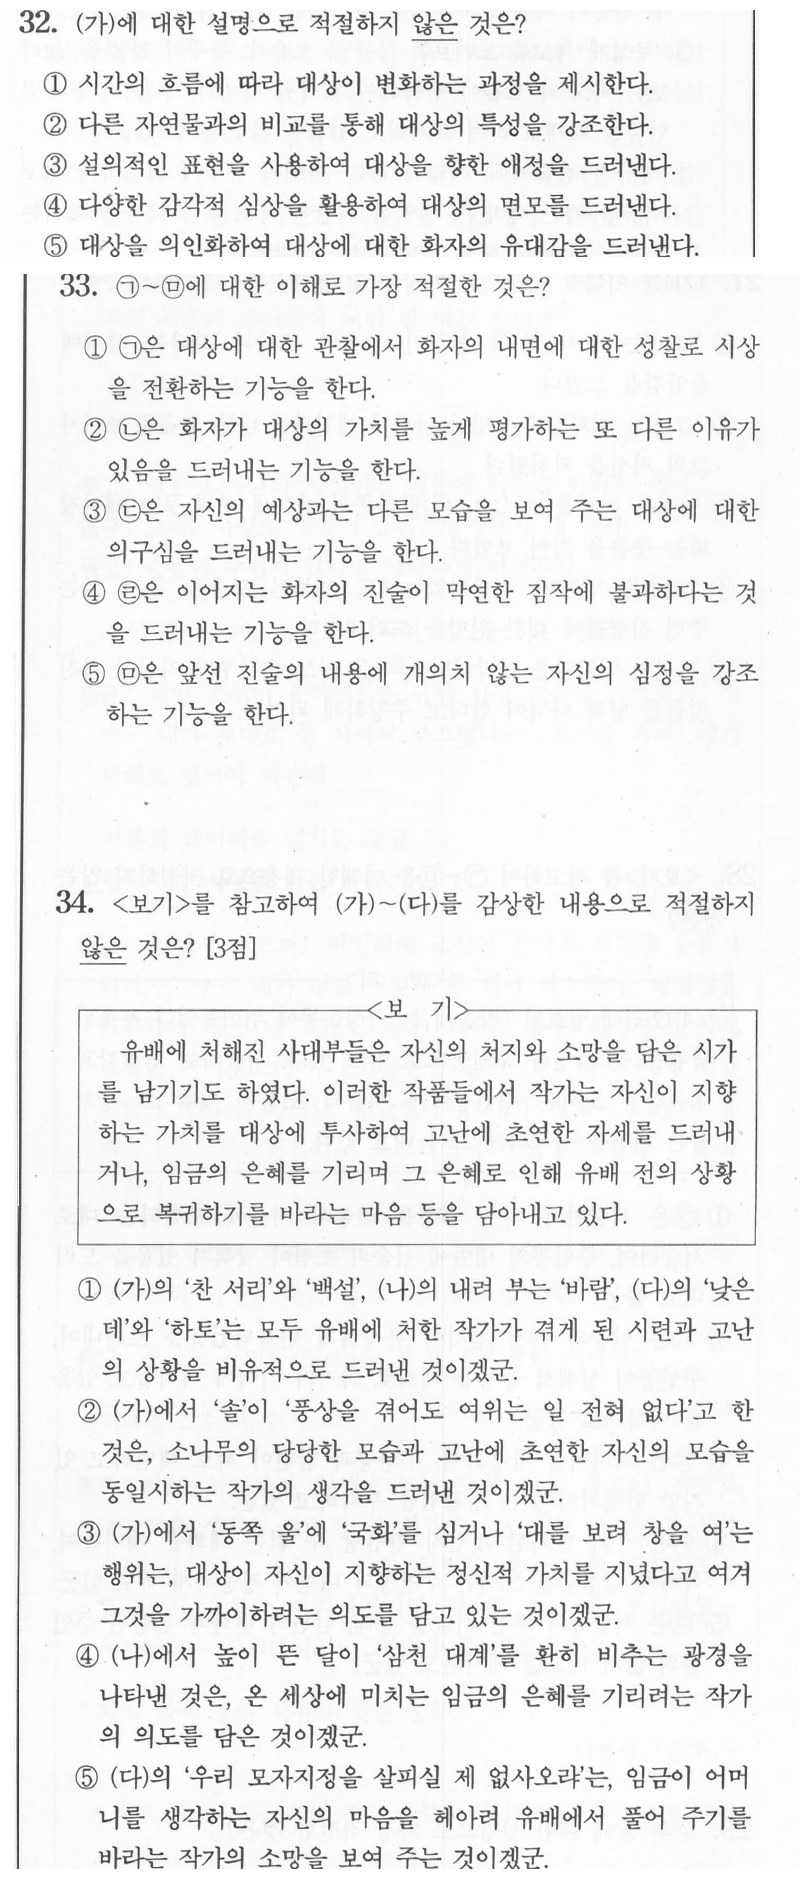 32. (가)에 대한 설명으로 적절하지 않은 것은?
① 시간의 흐름에 따라 대상이 변화하는 과정을 제시한다.
② 다른 자연물과의 비교를 통해 대상의 특성을 강조한다.
③ 설의적인 표현을 사용하여 대상을 향한 애정을 드러낸다.
④ 다양한 감각적 심상을 활용하여 대상의 면모를 드러낸다.
⑤ 대상을 의인화하여 대상에 대한 화자의 유대감을 드러낸다.
33. ㉠~㉤에 대한 이해로 가장 적절한 것은?
① ㉠은 대상에 대한 관찰에서 화자의 내면에 대한 성찰로 시상
을 전환하는 기능을 한다.
② ㉡은 화자가 대상의 가치를 높게 평가하는 또 다른 이유가
있음을 드러내는 기능을 한다.
③ ㉢은 자신의 예상과는 다른 모습을 보여 주는 대상에 대한
의구심을 드러내는 기능을 한다.
④ ㉣은 이어지는 화자의 진술이 막연한 짐작에 불과하다는 것
을 드러내는 기능을 한다.
⑤ ㉤은 앞선 진술의 내용에 개의치 않는 자신의 심정을 강조
하는 기능을 한다.
34. <보기>를 참고하여 (가)~(다)를 감상한 내용으로 적절하지
않은 것은? [3점]
<보 기>
유배에 처해진 사대부들은 자신의 처지와 소망을 담은 시가
를 남기기도 하였다. 이러한 작품들에서 작가는 자신이 지향
하는 가치를 대상에 투사하여 고난에 초연한 자세를 드러내
거나, 임금의 은혜를 기리며 그 은혜로 인해 유배 전의 상황
으로 복귀하기를 바라는 마음 등을 담아내고 있다.
① (가)의 ‘찬 서리’와 ‘백설’, (나)의 내려 부는 ‘바람’, (다)의 ‘낮은
데’와 ‘하토’는 모두 유배에 처한 작가가 겪게 된 시련과 고난
의 상황을 비유적으로 드러낸 것이겠군.
② (가)에서 ‘솔’이 ‘풍상을 겪어도 여위는 일 전혀 없다’고 한
것은, 소나무의 당당한 모습과 고난에 초연한 자신의 모습을
동일시하는 작가의 생각을 드러낸 것이겠군.
③ (가)에서 ‘동쪽 울’에 ‘국화’를 심거나 ‘대를 보려 창을 여’는
행위는, 대상이 자신이 지향하는 정신적 가치를 지녔다고 여겨
그것을 가까이하려는 의도를 담고 있는 것이겠군.
④ (나)에서 높이 뜬 달이 ‘삼천 대계’를 환히 비추는 광경을
나타낸 것은, 온 세상에 미치는 임금의 은혜를 기리려는 작가
의 의도를 담은 것이겠군.
⑤ (다)의 ‘우리 모자지정을 살피실 제 없사오라’는, 임금이 어머
니를 생각하는 자신의 마음을 헤아려 유배에서 풀어 주기를
바라는 작가의 소망을 보여 주는 것이겠군.